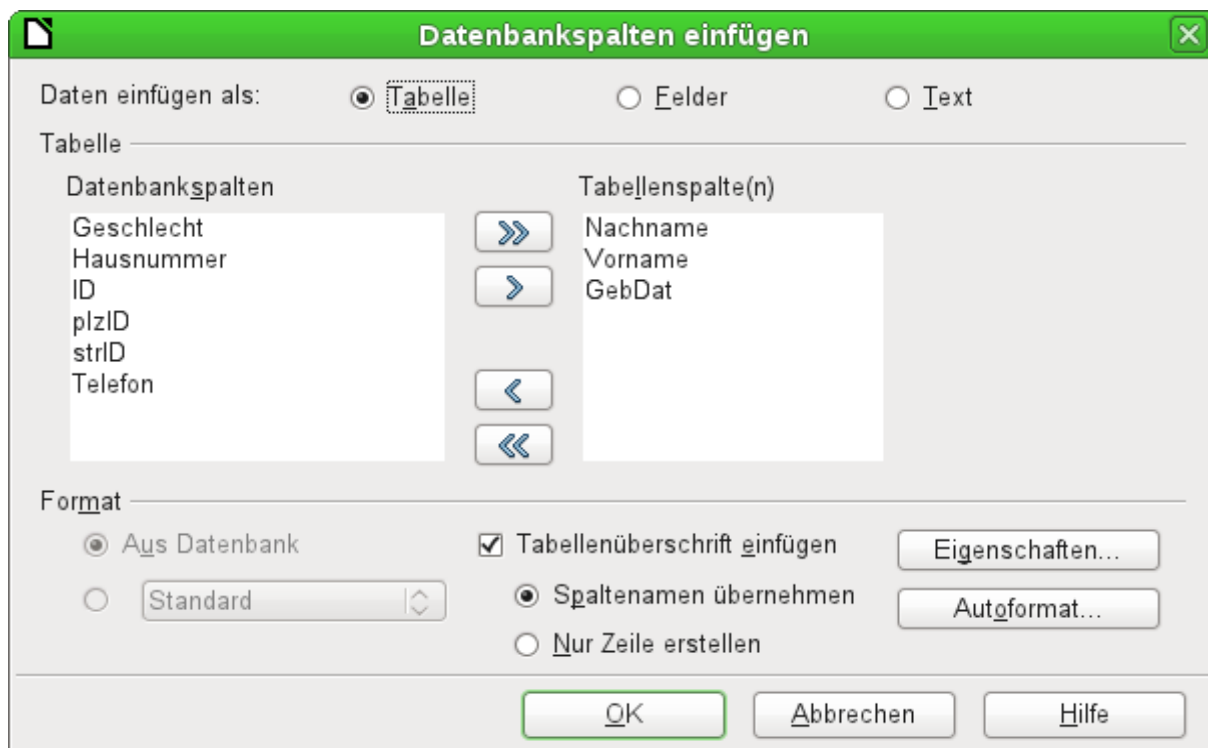 Datenbankspalten einfügen
Daten einfügen als: Tabelle Felder Text
Tabelle
Datenbankspalten
Geschlecht
Hausnummer
ID
plzID
strID
Telefon
Tabellenspalte(n)
Nachname
Vorname
GebDat
Format
Aus Datenbank
Standard
Tabellenüberschrift einfügen
Spaltenamen übernehmen
Nur Zeile erstellen
Eigenschaften...
Autoformat...
OK Abbrechen Hilfe